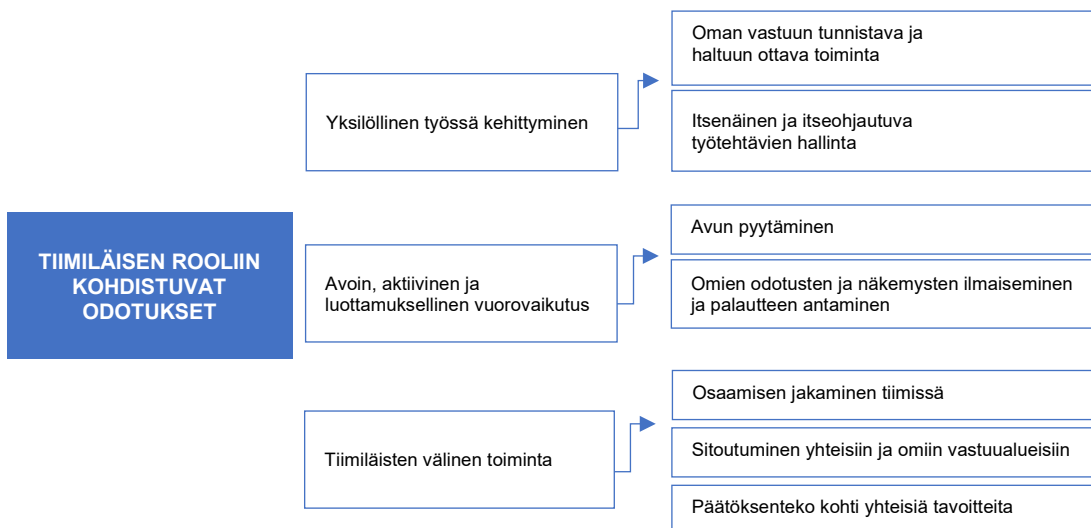 TIIMILÄISEN ROOLIIN
KOHDISTUVAT
ODOTUKSET
Yksilöllinen työssä kehittyminen
Oman vastuun tunnistava ja
haltuun ottava toiminta
Itsenäinen ja itseohjautuva
työtehtävien hallinta
Avoin, aktiivinen ja
luottamuksellinen vuorovaikutus
Avun pyytäminen
Omien odotusten ja näkemysten ilmaiseminen
ja palautteen antaminen
Tiimiläisten välinen toiminta
Osaamisen jakaminen tiimissä
Sitoutuminen yhteisiin ja omiin vastuualueisiin
Päätöksenteko kohti yhteisiä tavoitteita